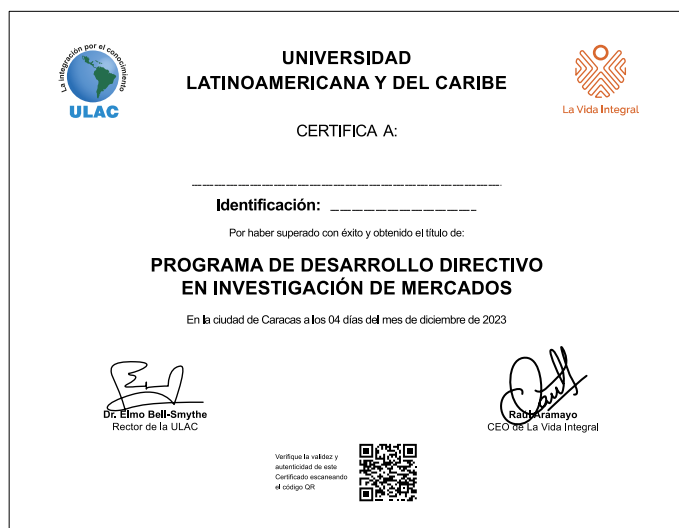 La integración por el conocimiento
ULAC
UNIVERSIDAD
LATINOAMERICANA Y DEL CARIBE
La Vida Integral
CERTIFICA A:
Identificación:
Por haber superado con éxito y obtenido el título de:
PROGRAMA DE DESARROLLO DIRECTIVO
EN INVESTIGACIÓN DE MERCADOS
En la ciudad de Caracas a los 04 días del mes de diciembre de 2023
Dr. Elmo Bell-Smythe
Rector de la ULAC
Raúl Aramayo
CEO de La Vida Integral
Verifique la validez y
autenticidad de este
Certificado escaneando
el código QR